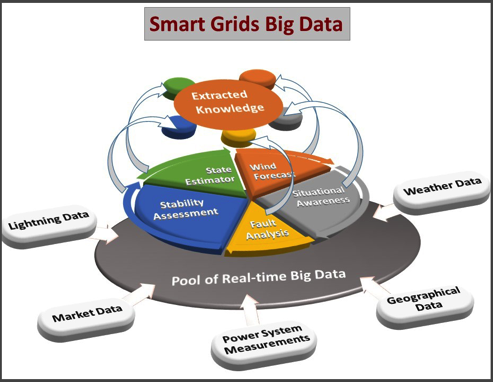 Smart Grids Big Data
Extracted
Knowledge
State
Estimator
Wind
Forecast
Stability
Assessment
Situational
Awareness
Fault
Analysis
Pool of Real-time Big Data
Lightning Data
Weather Data
Market Data
Power System
Measurements
Geographical
Data